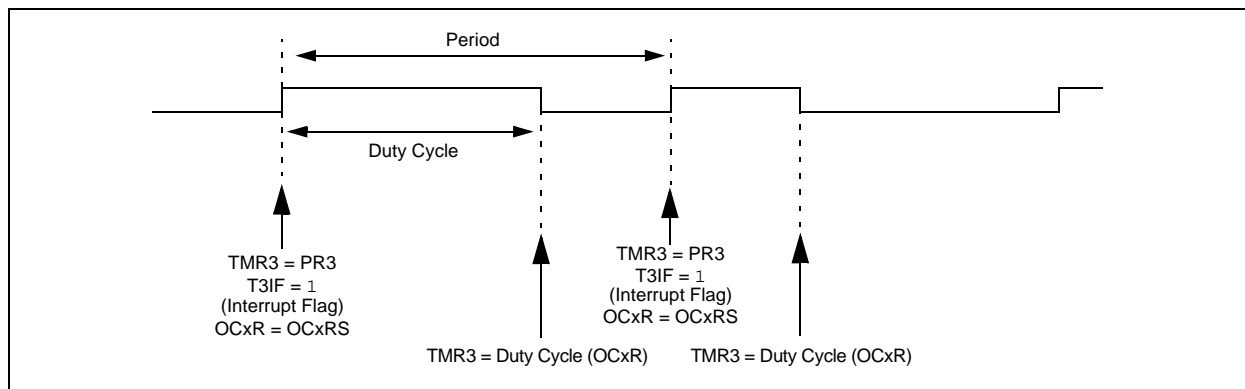 Period
Duty Cycle
TMR3 = PR3
T3IF = 1
(Interrupt Flag)
OCxR = OCxRS
TMR3 = PR3
T3IF = 1
(Interrupt Flag)
OCxR = OCxRS
TMR3 = Duty Cycle (OCxR)
TMR3 = Duty Cycle (OCxR)